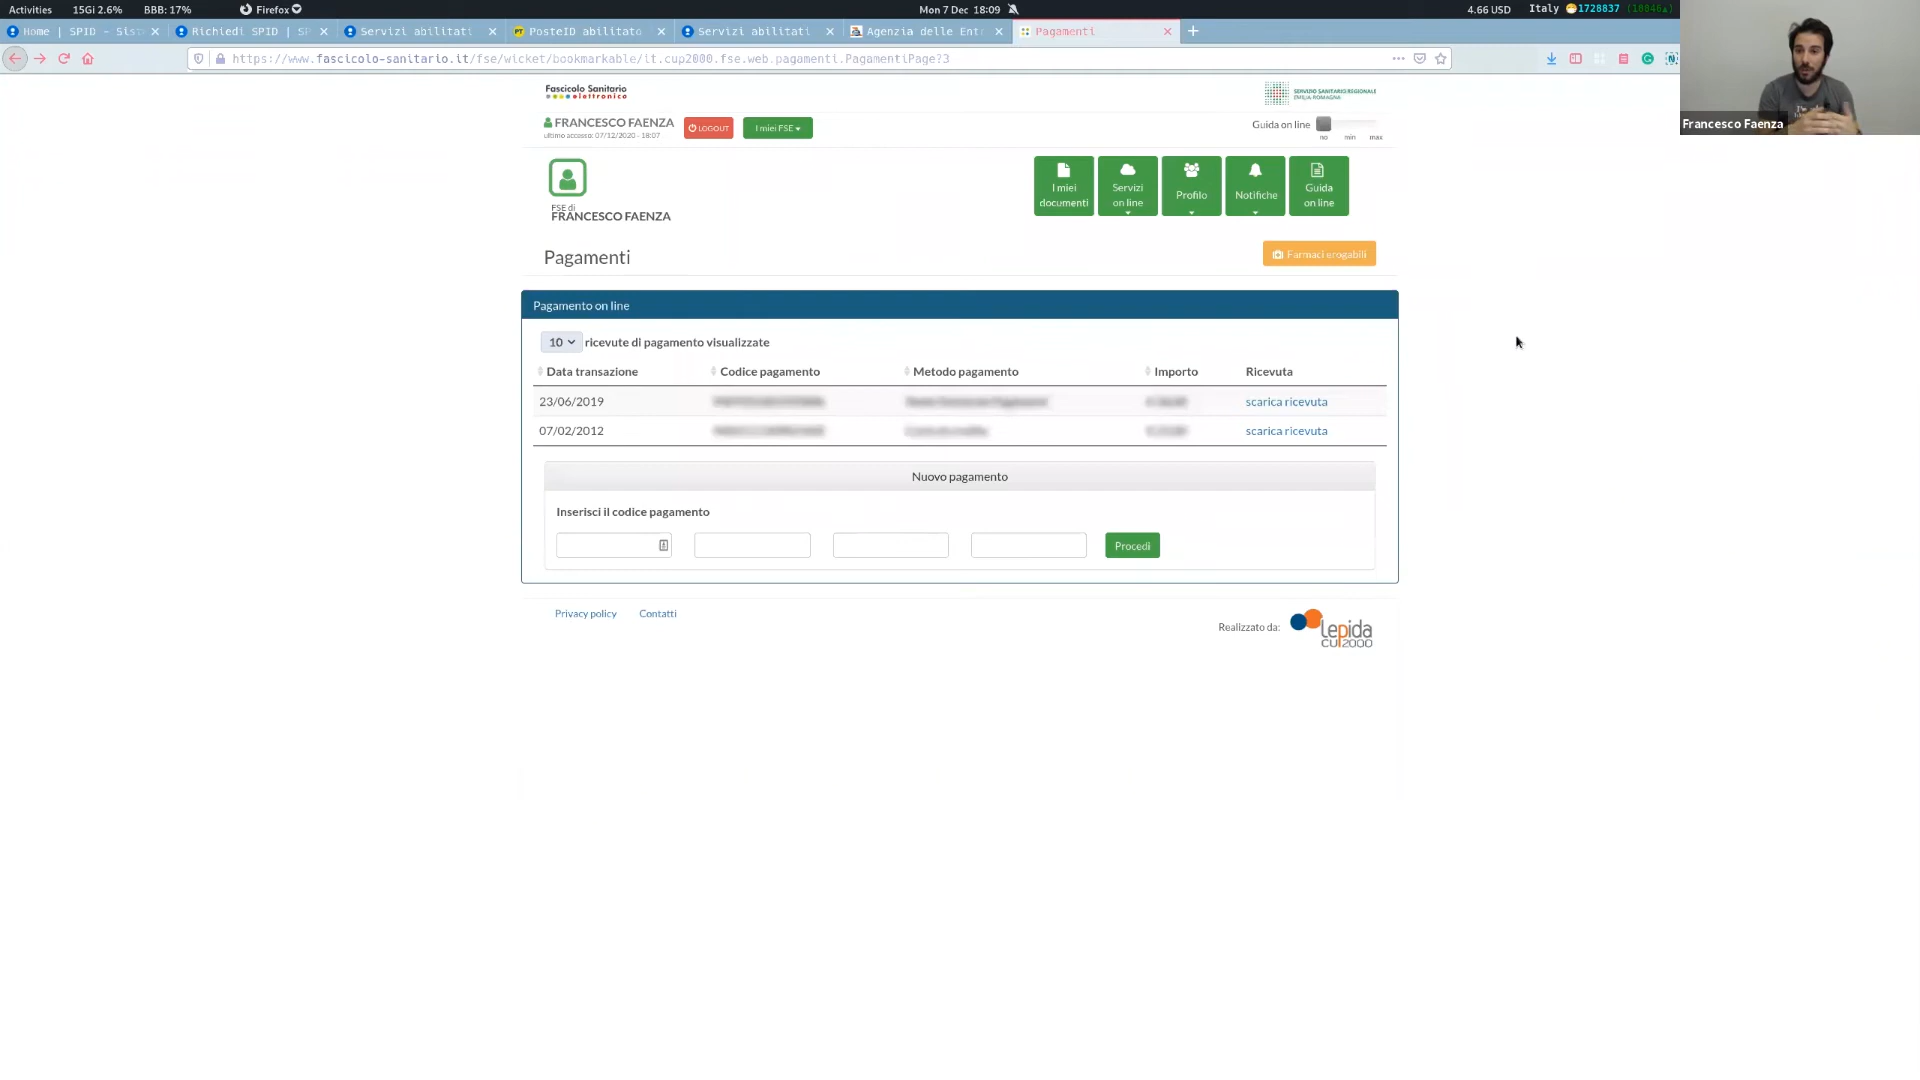 Activities 15Gi 2.6% BBB: 17% Firefox Mon 7 Dec 18:09 4.66 USD Italy 1728837
Home | SPID - Sist Richiedi SPID | SP Servizi abilitati PosteID abilitato Servizi abilitati Agenzia delle Ent Pagamenti
https://www.fascicolo-sanitario.it/fse/wicket/bookmarkable/it.cup2000.fse.web.pagamenti.PagamentiPage?3
Francesco Faenza
Fascicolo Sanitario
elettronico
SERVIZIO SANITARIO REGIONALE
EMILIA ROMAGNA
FRANCESCO FAENZA
ultimo accesso: 07/12/2020 - 18:07
LOGOUT
I miei FSE
Guida on line
no min max
FSE di
FRANCESCO FAENZA
I miei documenti
Servizi on line
Profilo
Notifiche
Guida on line
Pagamenti
Farmaci erogabili
Pagamento on line
10 ricevute di pagamento visualizzate
Data transazione Codice pagamento Metodo pagamento Importo Ricevuta
23/06/2019 scarica ricevuta
07/02/2012 scarica ricevuta
Nuovo pagamento
Inserisci il codice pagamento
Procedi
Privacy policy Contatti
Realizzato da:
lepida
CUP2000